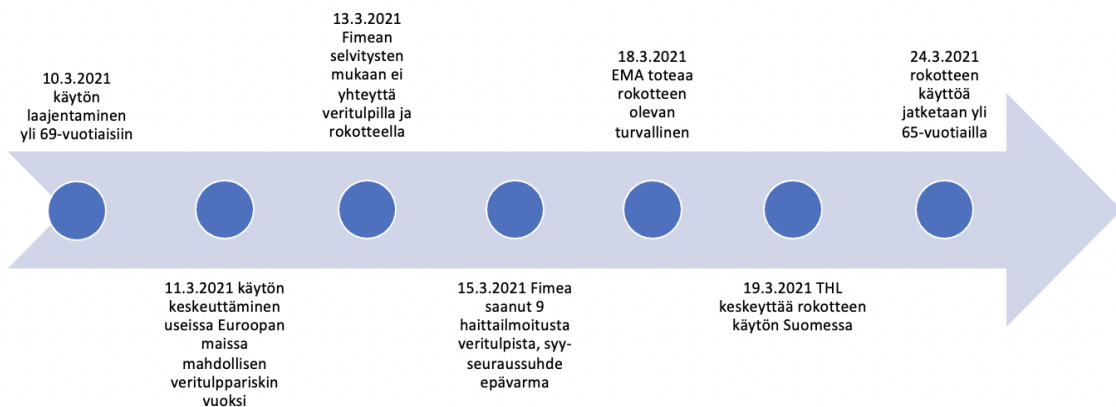 10.3.2021
käytön
laajentaminen
yli 69-vuotiaisiin
11.3.2021 käytön
keskeuttäminen
useissa Euroopan
maissa
mahdollisen
veritulppariskin
vuoksi
13.3.2021
Fimean
selvitysten
mukaan ei
yhteyttä
veritulpilla ja
rokotteella
15.3.2021 Fimea
saanut 9
haittailmoitusta
veritulpista, syy-
seuraussuhde
epävarma
18.3.2021
EMA toteaa
rokotteen
olevan
turvallinen
19.3.2021 THL
keskeyttää rokotteen
käytön Suomessa
24.3.2021
rokotteen
käyttöä
jatketaan yli
65-vuotiailla